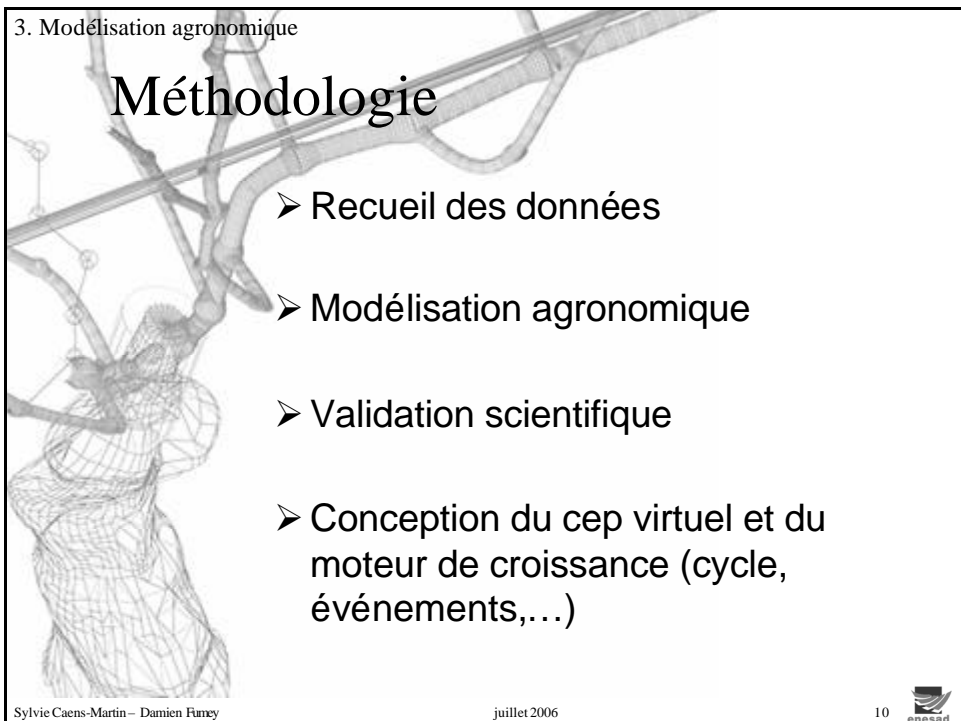 3. Modélisation agronomique
Méthodologie
➢ Recueil des données
➢ Modélisation agronomique
➢ Validation scientifique
➢ Conception du cep virtuel et du
moteur de croissance (cycle,
événements,…)
Sylvie Caens-Martin – Damien Fumey
juillet 2006
10
enesad